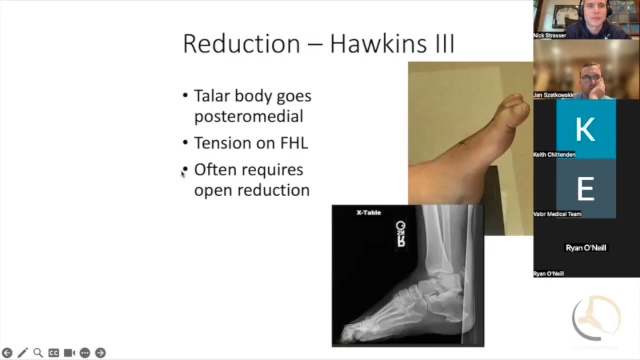 Reduction – Hawkins III
• Talar body goes
posteromedial
• Tension on FHL
• Often requires
open reduction
X-Table
Nick Strasser
Jan Szatkowski
K
Keith Chittenden
E
Valor Medical Team
Ryan O'Neill
Ryan O'Neill
CC